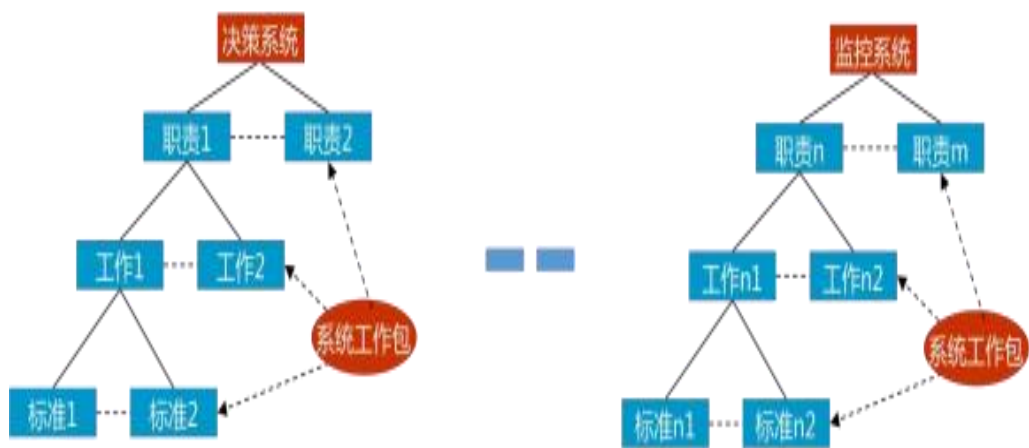 决策系统
监控系统
职责1
职责2
职责n
职责m
工作1
工作2
工作n1
工作n2
系统工作包
系统工作包
标准1
标准2
标准n1
标准n2